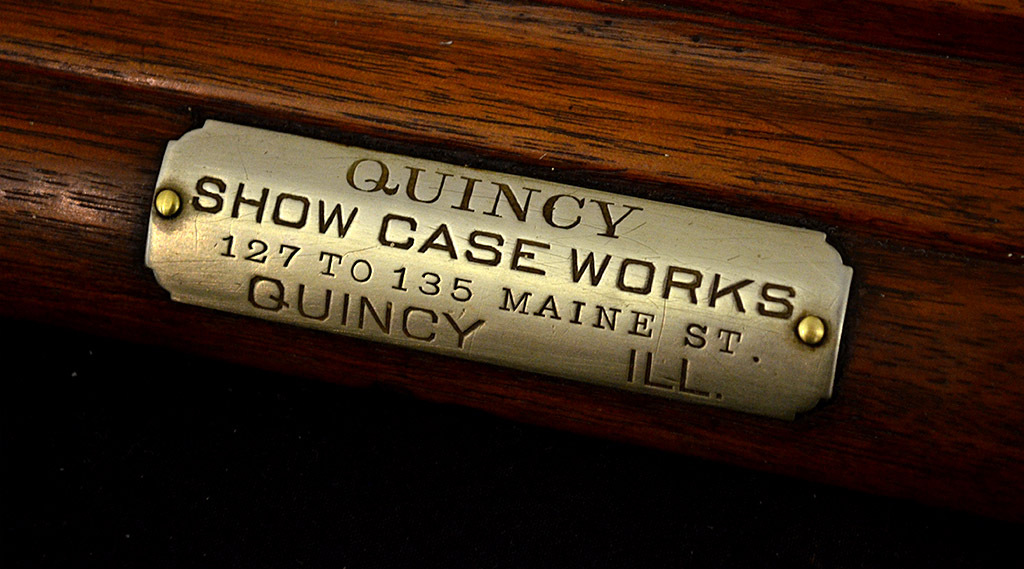 QUINCY
SHOW CASE WORKS.
127 TO 135 MAINE ST.
QUINCY ILL.